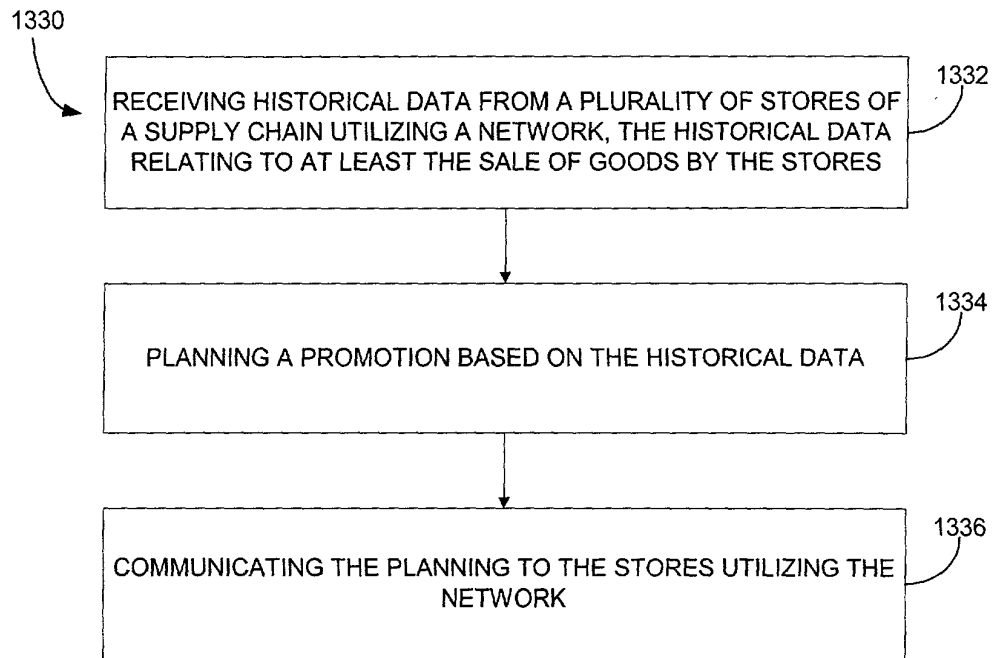 1330
1332
RECEIVING HISTORICAL DATA FROM A PLURALITY OF STORES OF
A SUPPLY CHAIN UTILIZING A NETWORK, THE HISTORICAL DATA
RELATING TO AT LEAST THE SALE OF GOODS BY THE STORES
1334
PLANNING A PROMOTION BASED ON THE HISTORICAL DATA
1336
COMMUNICATING THE PLANNING TO THE STORES UTILIZING THE
NETWORK